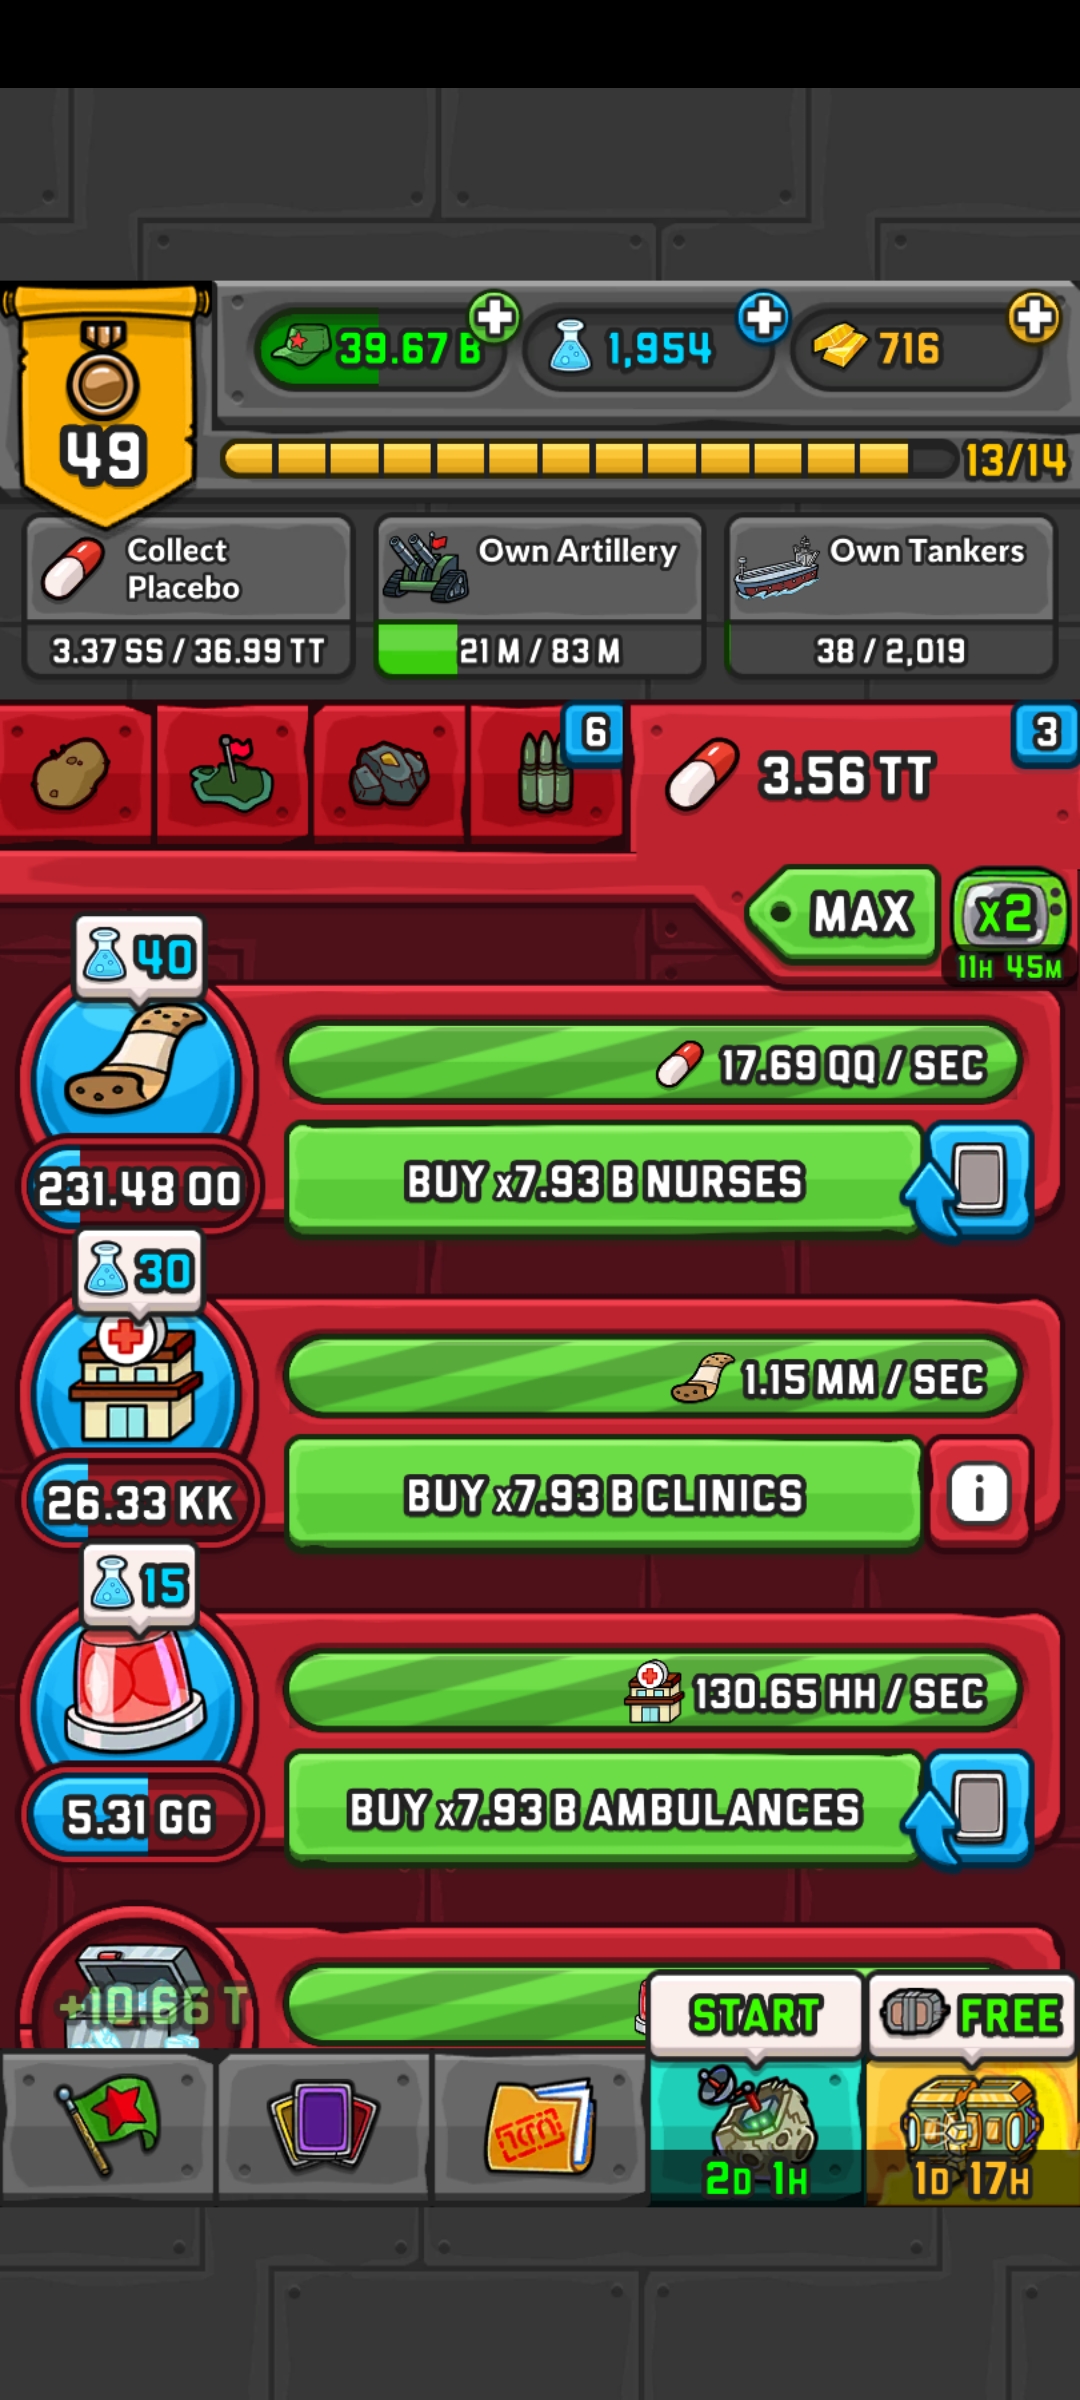 39.67 B
1,954
716
49
13/14
Collect
Placebo
3.37 SS / 36.99 TT
Own Artillery
21 M / 83 M
Own Tankers
38 / 2,019
6
3.56 TT
3
MAX
x2
11H 45M
40
17.69 QQ / SEC
231.48 OO
BUY x7.93 B NURSES
30
1.15 MM / SEC
26.33 KK
BUY x7.93 B CLINICS
i
15
130.65 HH / SEC
5.31 GG
BUY x7.93 B AMBULANCES
+10.66 T
START
FREE
2D 1H
1D 17H